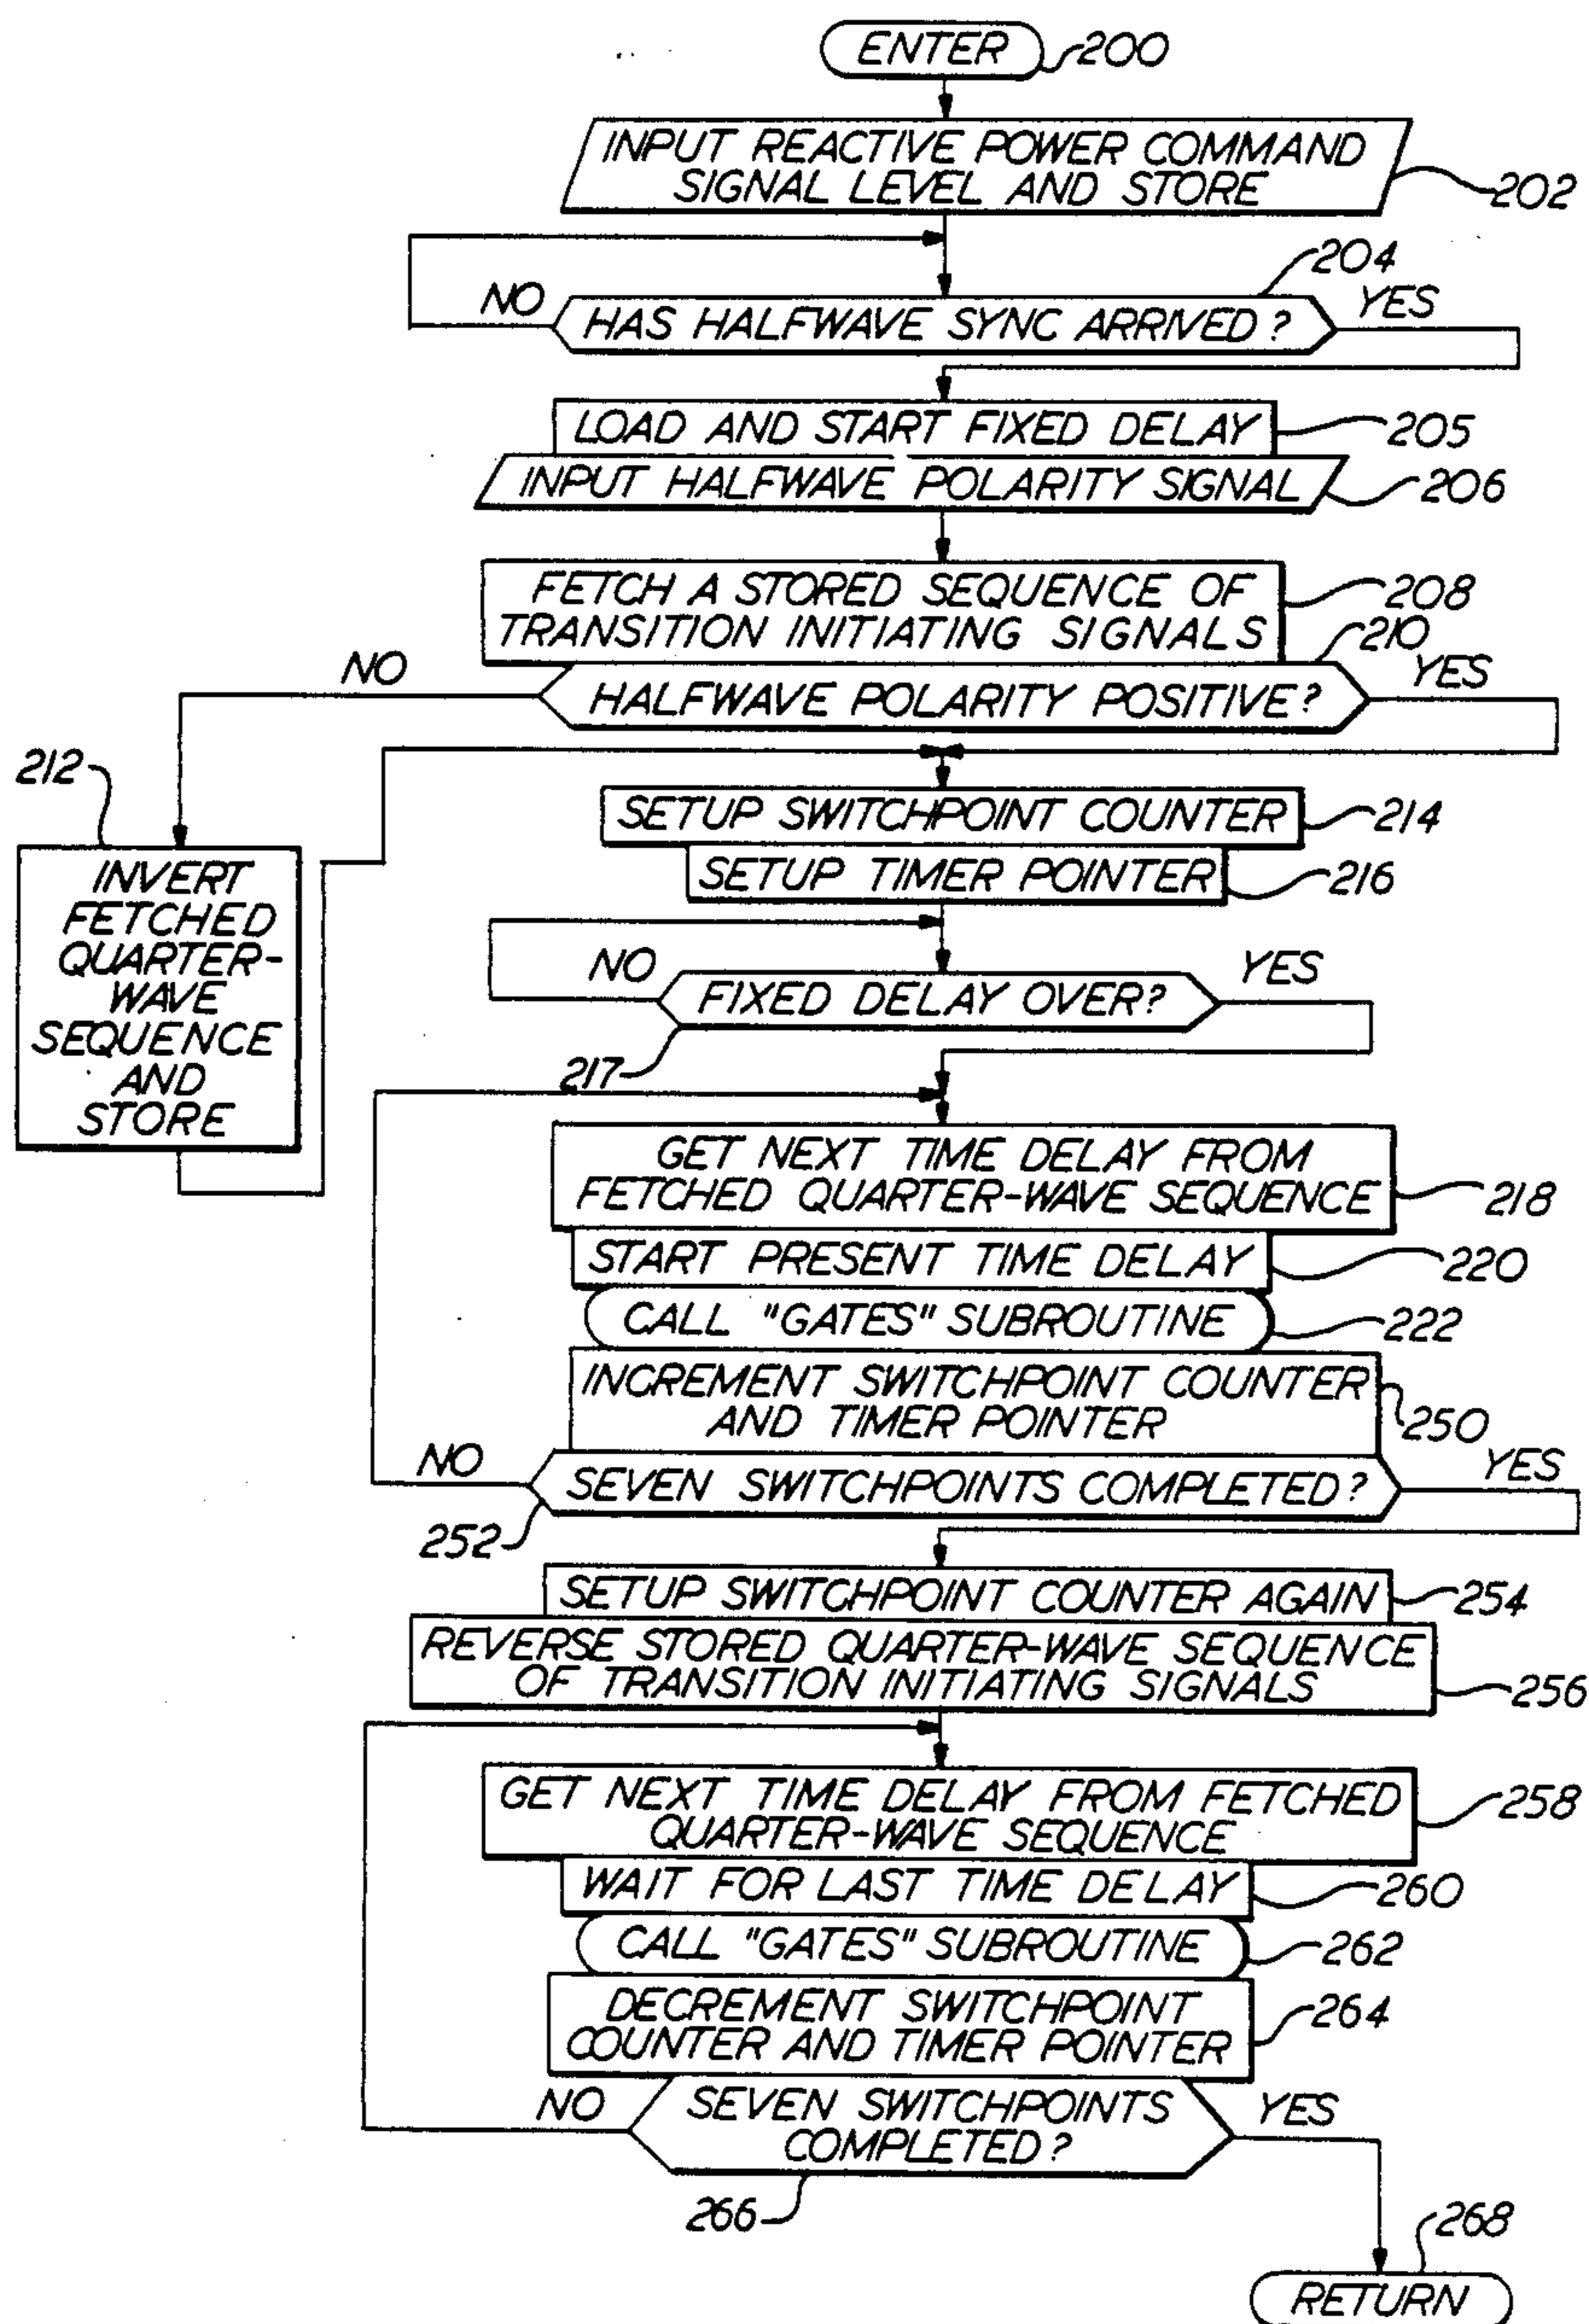 ENTER
200
INPUT REACTIVE POWER COMMAND
SIGNAL LEVEL AND STORE
202
204
NO
HAS HALFWAVE SYNC ARRIVED?
YES
LOAD AND START FIXED DELAY
205
INPUT HALFWAVE POLARITY SIGNAL
206
FETCH A STORED SEQUENCE OF
TRANSITION INITIATING SIGNALS
208
210
NO
HALFWAVE POLARITY POSITIVE?
YES
212
INVERT
FETCHED
QUARTER-
WAVE
SEQUENCE
AND
STORE
SETUP SWITCHPOINT COUNTER
214
SETUP TIMER POINTER
216
NO
FIXED DELAY OVER?
YES
217
GET NEXT TIME DELAY FROM
FETCHED QUARTER-WAVE SEQUENCE
218
START PRESENT TIME DELAY
220
CALL "GATES" SUBROUTINE
222
INCREMENT SWITCHPOINT COUNTER
AND TIMER POINTER
250
NO
SEVEN SWITCHPOINTS COMPLETED?
YES
252
SETUP SWITCHPOINT COUNTER AGAIN
254
REVERSE STORED QUARTER-WAVE SEQUENCE
OF TRANSITION INITIATING SIGNALS
256
GET NEXT TIME DELAY FROM FETCHED
QUARTER-WAVE SEQUENCE
258
WAIT FOR LAST TIME DELAY
260
CALL "GATES" SUBROUTINE
262
DECREMENT SWITCHPOINT
COUNTER AND TIMER POINTER
264
NO
SEVEN SWITCHPOINTS
COMPLETED?
YES
266
268
RETURN